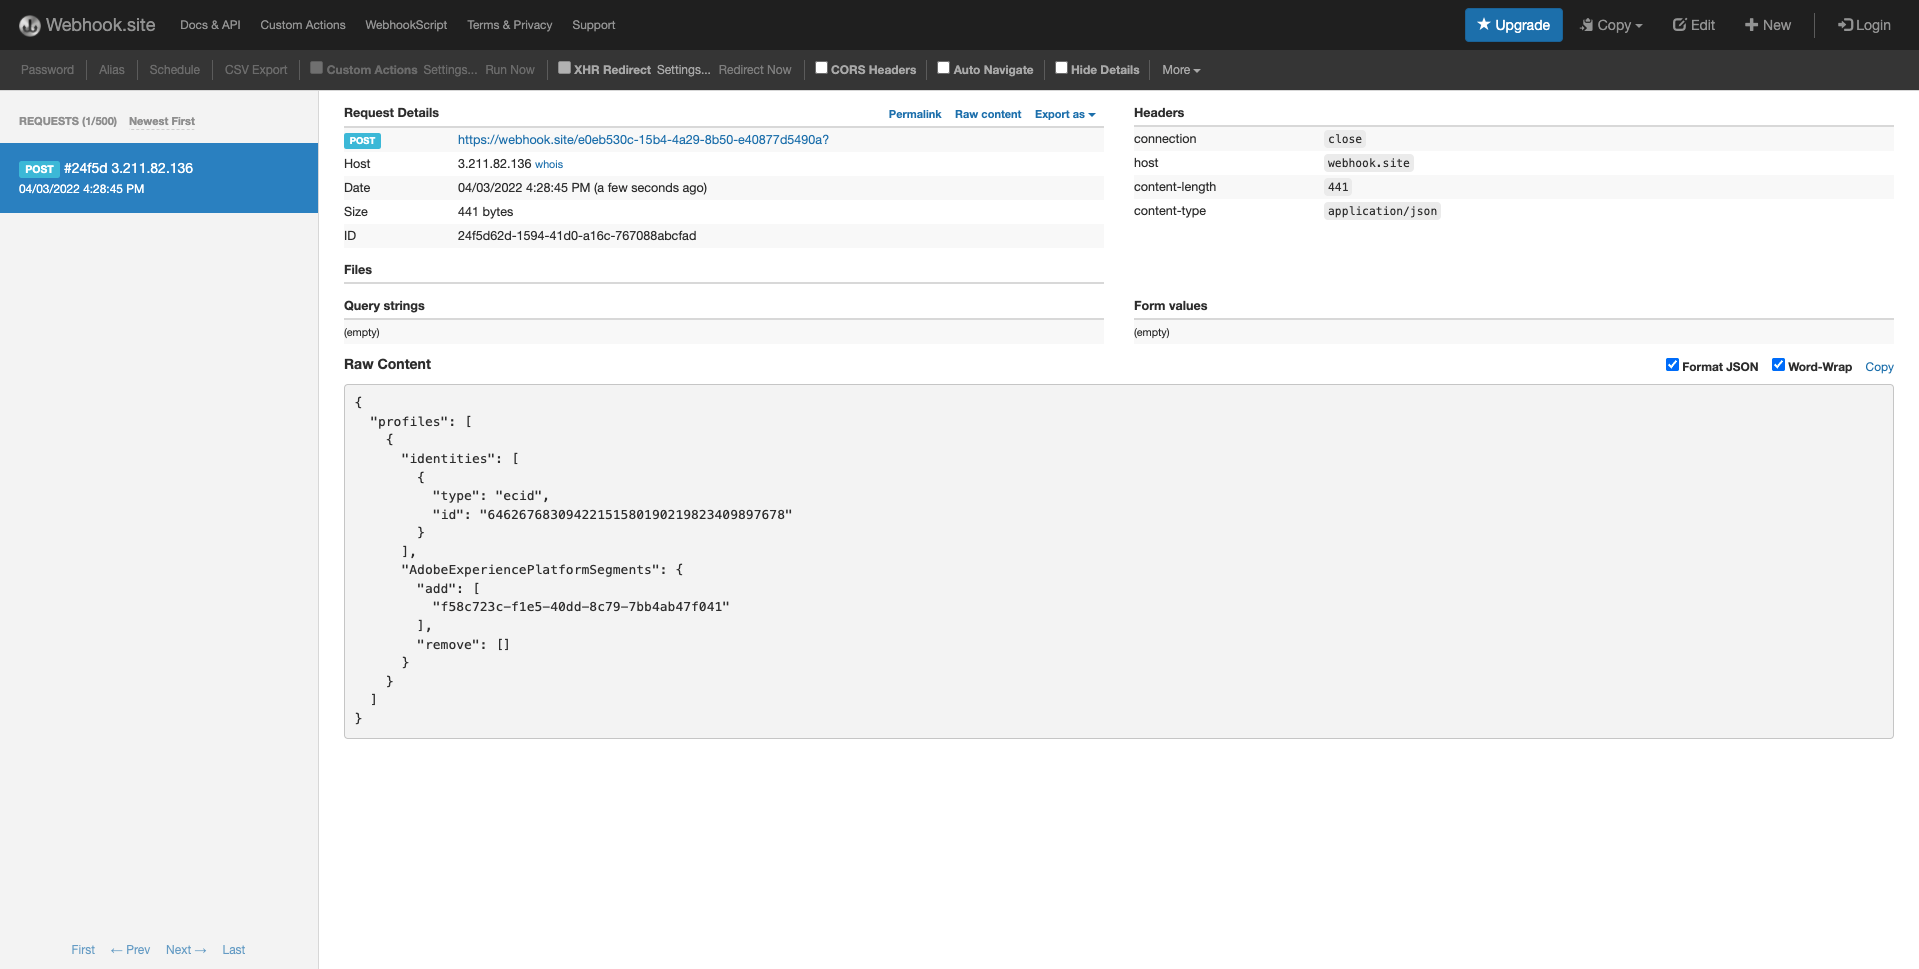 Webhook.site Docs & API Custom Actions WebhookScript Terms & Privacy Support Upgrade Copy Edit New Login
Password Alias Schedule CSV Export Custom Actions Settings... Run Now XHR Redirect Settings... Redirect Now CORS Headers Auto Navigate Hide Details More
REQUESTS (1/500) Newest First
POST #24f5d 3.211.82.136
04/03/2022 4:28:45 PM
Request Details Permalink Raw content Export as
POST https://webhook.site/e0eb530c-15b4-4a29-8b50-e40877d5490a?
Host 3.211.82.136 whois
Date 04/03/2022 4:28:45 PM (a few seconds ago)
Size 441 bytes
ID 24f5d62d-1594-41d0-a16c-767088abcfad
Headers
connection close
host webhook.site
content-length 441
content-type application/json
Files
Query strings
(empty)
Form values
(empty)
Raw Content Format JSON Word-Wrap Copy
{
"profiles": [
{
"identities": [
{
"type": "ecid",
"id": "64626768309422151580190219823409897678"
}
],
"AdobeExperiencePlatformSegments": {
"add": [
"f58c723c-f1e5-40dd-8c79-7bb4ab47f041"
],
"remove": []
}
}
]
}
First ← Prev Next → Last